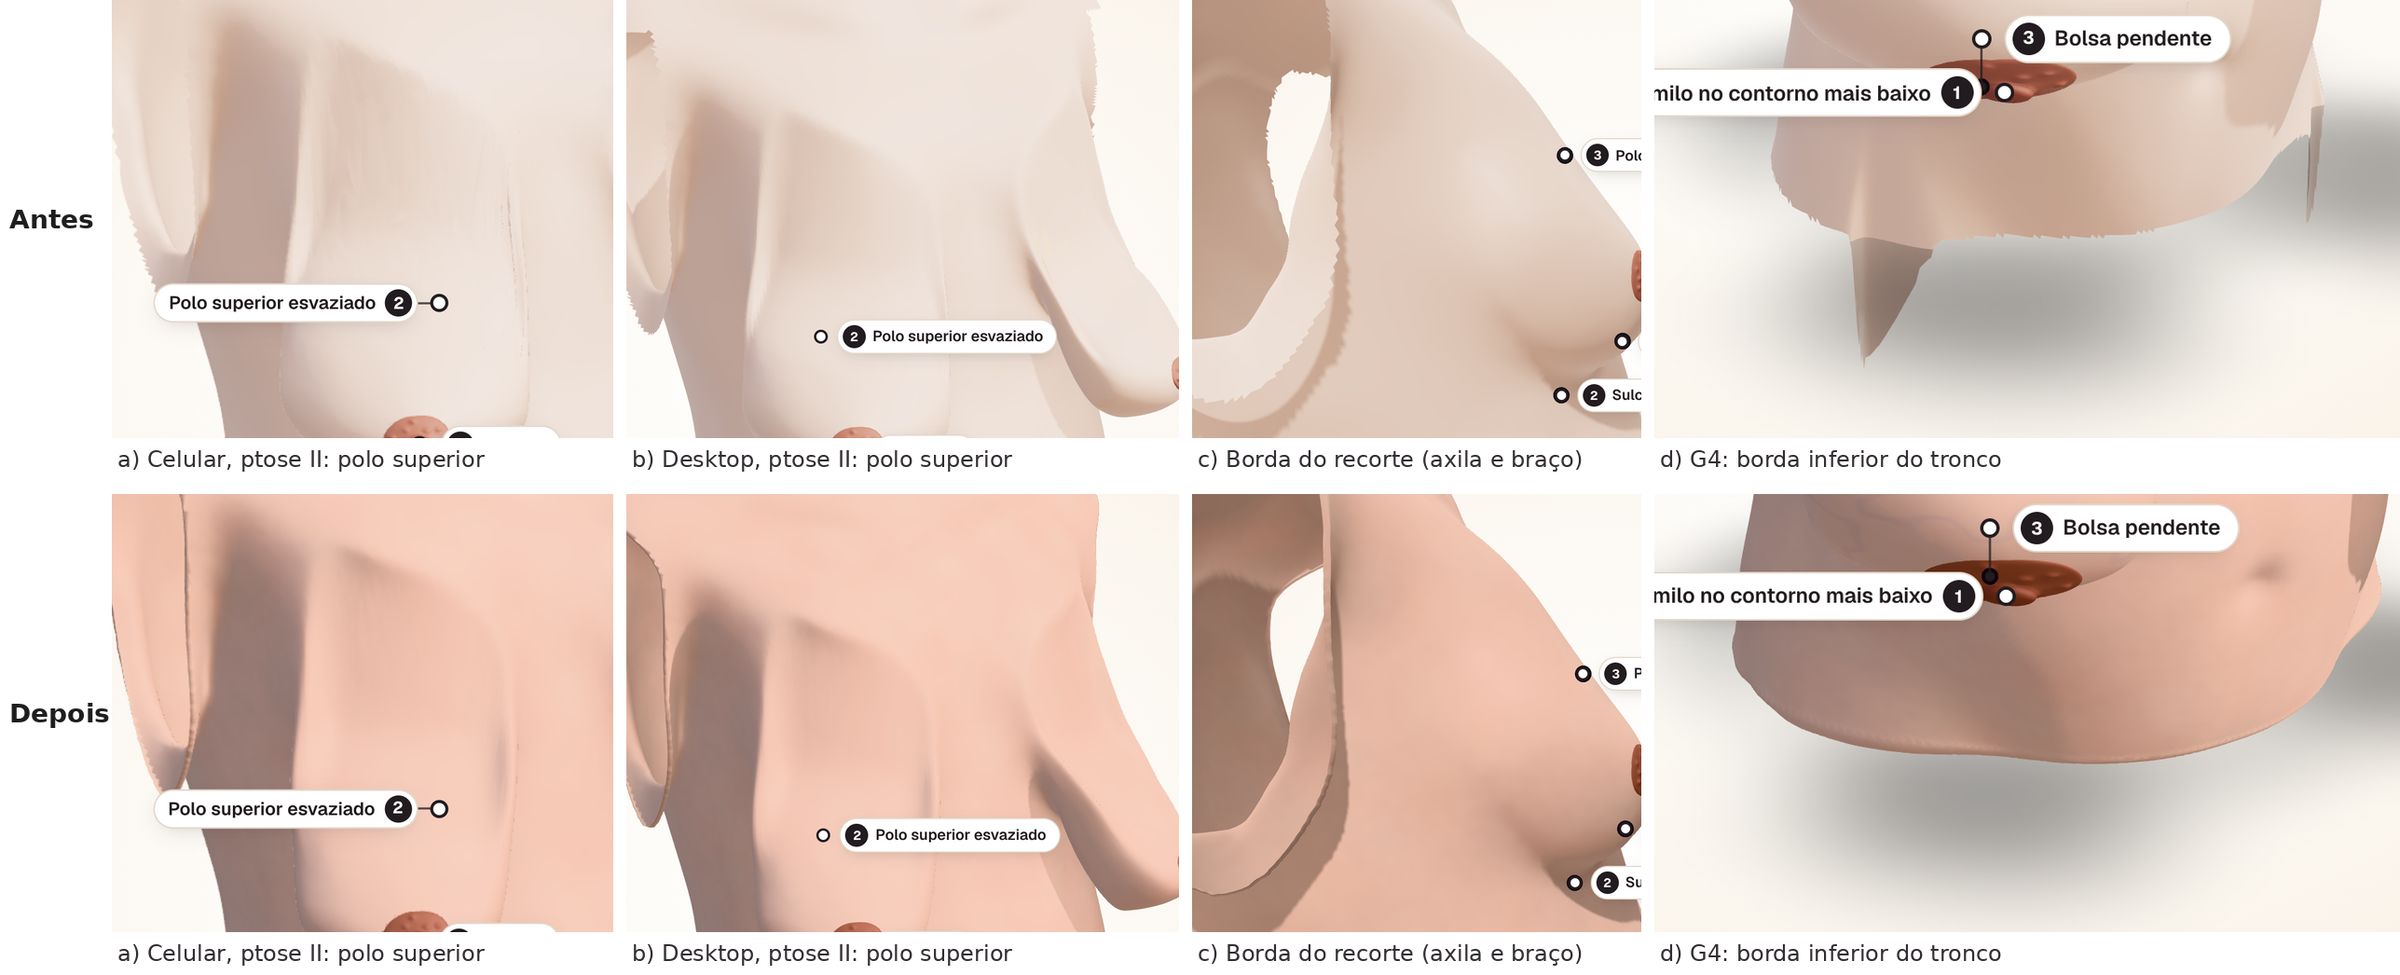 Antes
Polo superior esvaziado 2
2 Polo superior esvaziado
3 Polo
2 Sulc
3 Bolsa pendente
milo no contorno mais baixo 1
a) Celular, ptose II: polo superior
b) Desktop, ptose II: polo superior
c) Borda do recorte (axila e braço)
d) G4: borda inferior do tronco
Depois
Polo superior esvaziado 2
2 Polo superior esvaziado
3 P
2 Su
3 Bolsa pendente
milo no contorno mais baixo 1
a) Celular, ptose II: polo superior
b) Desktop, ptose II: polo superior
c) Borda do recorte (axila e braço)
d) G4: borda inferior do tronco